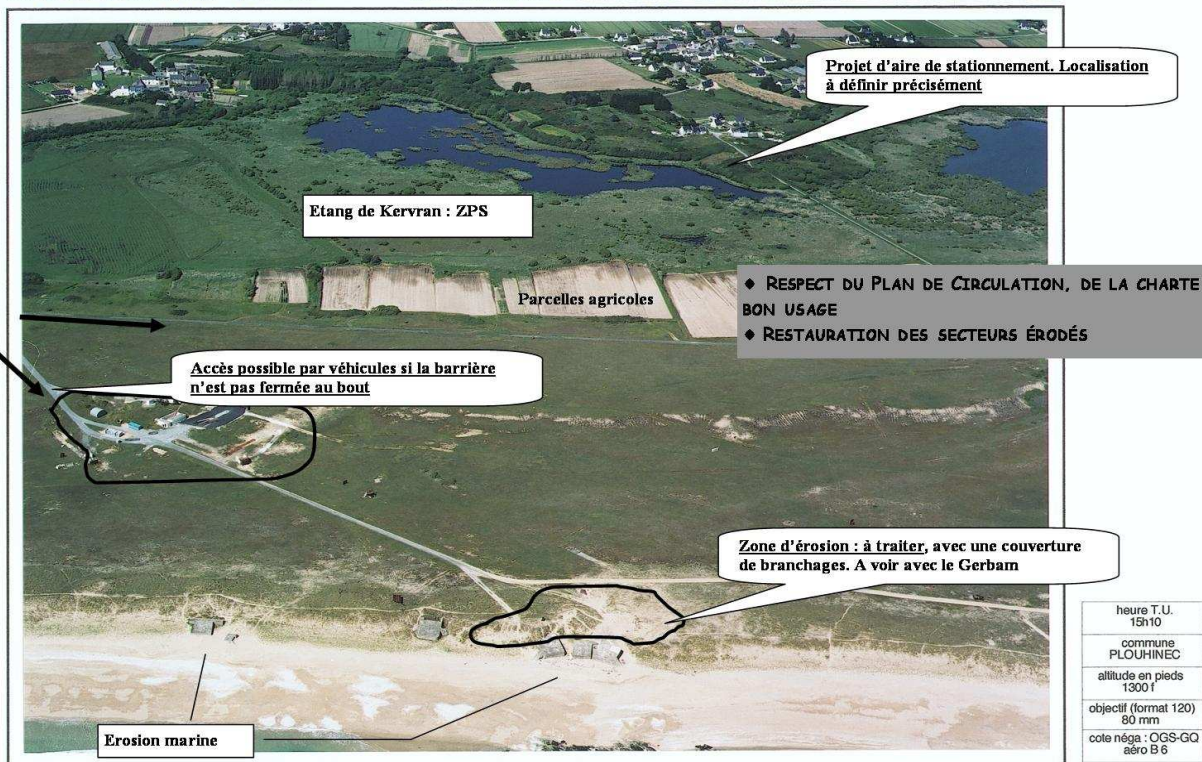 Projet d'aire de stationnement. Localisation
à définir précisément
Etang de Kervran : ZPS
Parcelles agricoles
♦ RESPECT DU PLAN DE CIRCULATION, DE LA CHARTE
BON USAGE
♦ RESTAURATION DES SECTEURS ÉRODÉS
Accès possible par véhicules si la barrière
n'est pas fermée au bout
Zone d'érosion : à traiter, avec une couverture
de branchages. A voir avec le Gerbam
Erosion marine
heure T.U.
15h10
commune
PLOUHINEC
altitude en pieds
1300 f
objectif (format 120)
80 mm
cote néga : OGS-GQ
aéro B 6